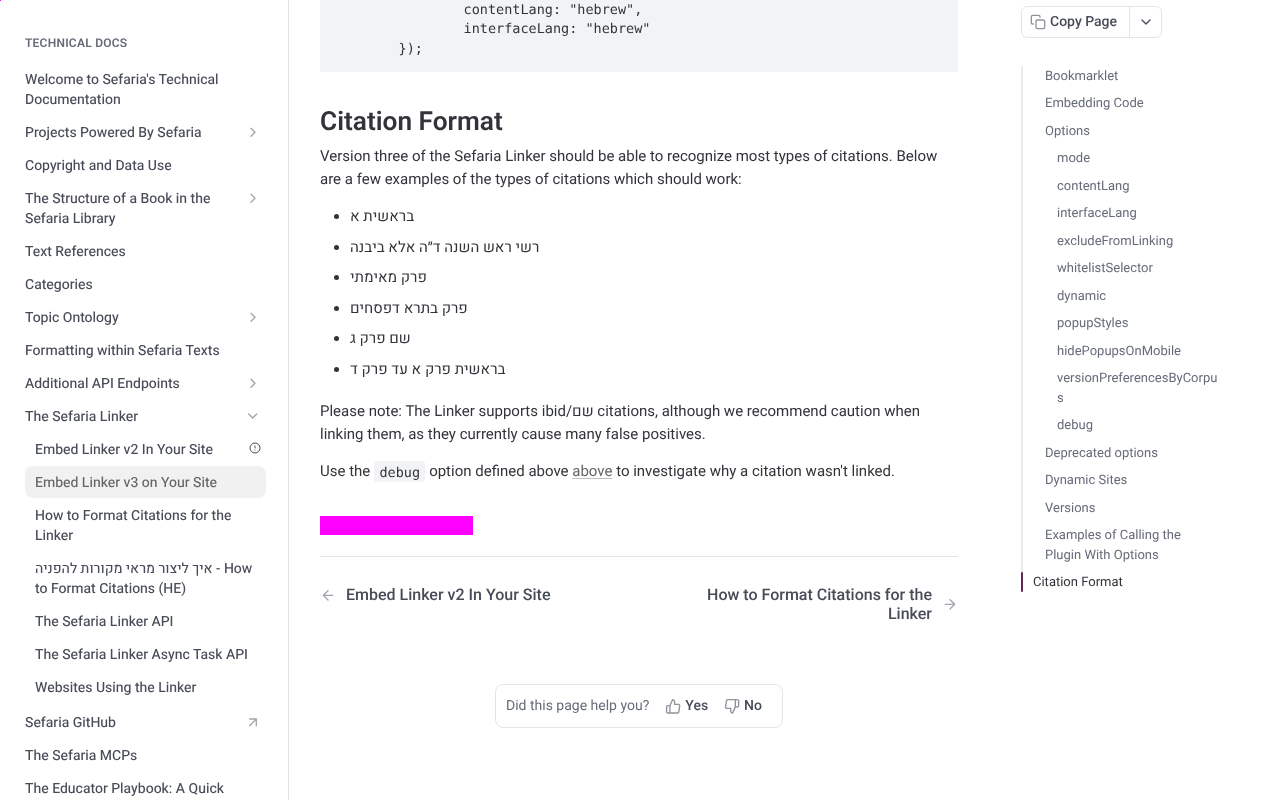 TECHNICAL DOCS
Welcome to Sefaria's Technical
Documentation
Projects Powered By Sefaria
Copyright and Data Use
The Structure of a Book in the
Sefaria Library
Text References
Categories
Topic Ontology
Formatting within Sefaria Texts
Additional API Endpoints
The Sefaria Linker
Embed Linker v2 In Your Site
Embed Linker v3 on Your Site
How to Format Citations for the
Linker
איך ליצור מראי מקורות להפניה - How
to Format Citations (HE)
The Sefaria Linker API
The Sefaria Linker Async Task API
Websites Using the Linker
Sefaria GitHub
The Sefaria MCPs
The Educator Playbook: A Quick
contentLang: "hebrew",
interfaceLang: "hebrew"
});
Citation Format
Version three of the Sefaria Linker should be able to recognize most types of citations. Below
are a few examples of the types of citations which should work:
בראשית א
רשי ראש השנה ד״ה אלא ביבנה
פרק מאימתי
פרק בתרא דפסחים
שם פרק ג
בראשית פרק א עד פרק ד
Please note: The Linker supports ibid/שם citations, although we recommend caution when
linking them, as they currently cause many false positives.
Use the debug option defined above above to investigate why a citation wasn't linked.
Embed Linker v2 In Your Site
How to Format Citations for the
Linker
Did this page help you? Yes No
Copy Page
Bookmarklet
Embedding Code
Options
mode
contentLang
interfaceLang
excludeFromLinking
whitelistSelector
dynamic
popupStyles
hidePopupsOnMobile
versionPreferencesByCorpu
s
debug
Deprecated options
Dynamic Sites
Versions
Examples of Calling the
Plugin With Options
Citation Format